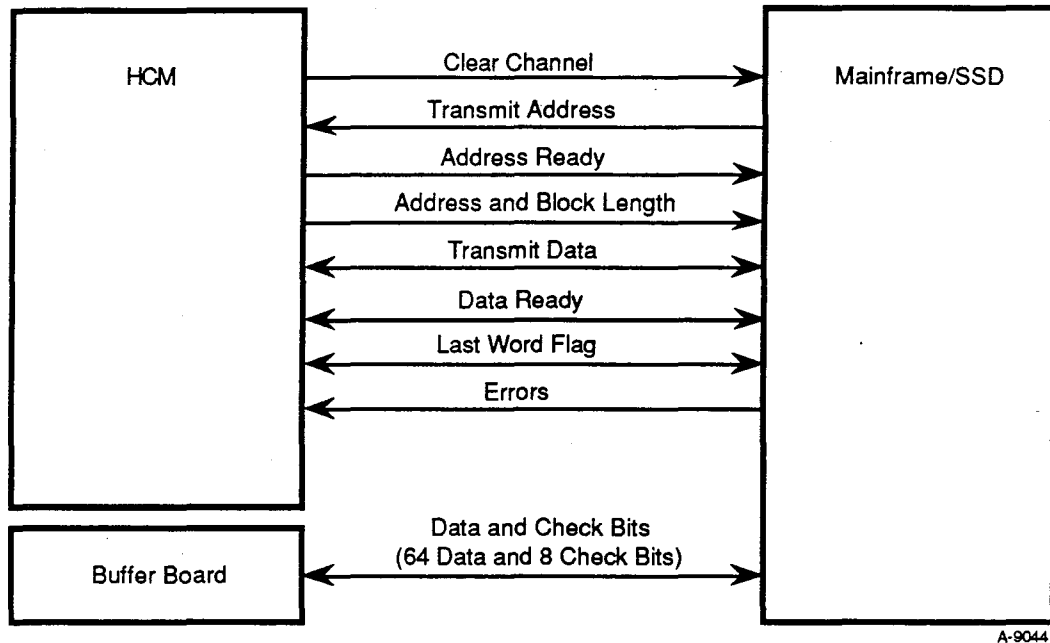 HCM
Mainframe/SSD
Clear Channel
Transmit Address
Address Ready
Address and Block Length
Transmit Data
Data Ready
Last Word Flag
Errors
Buffer Board
Data and Check Bits
(64 Data and 8 Check Bits)
A-9044